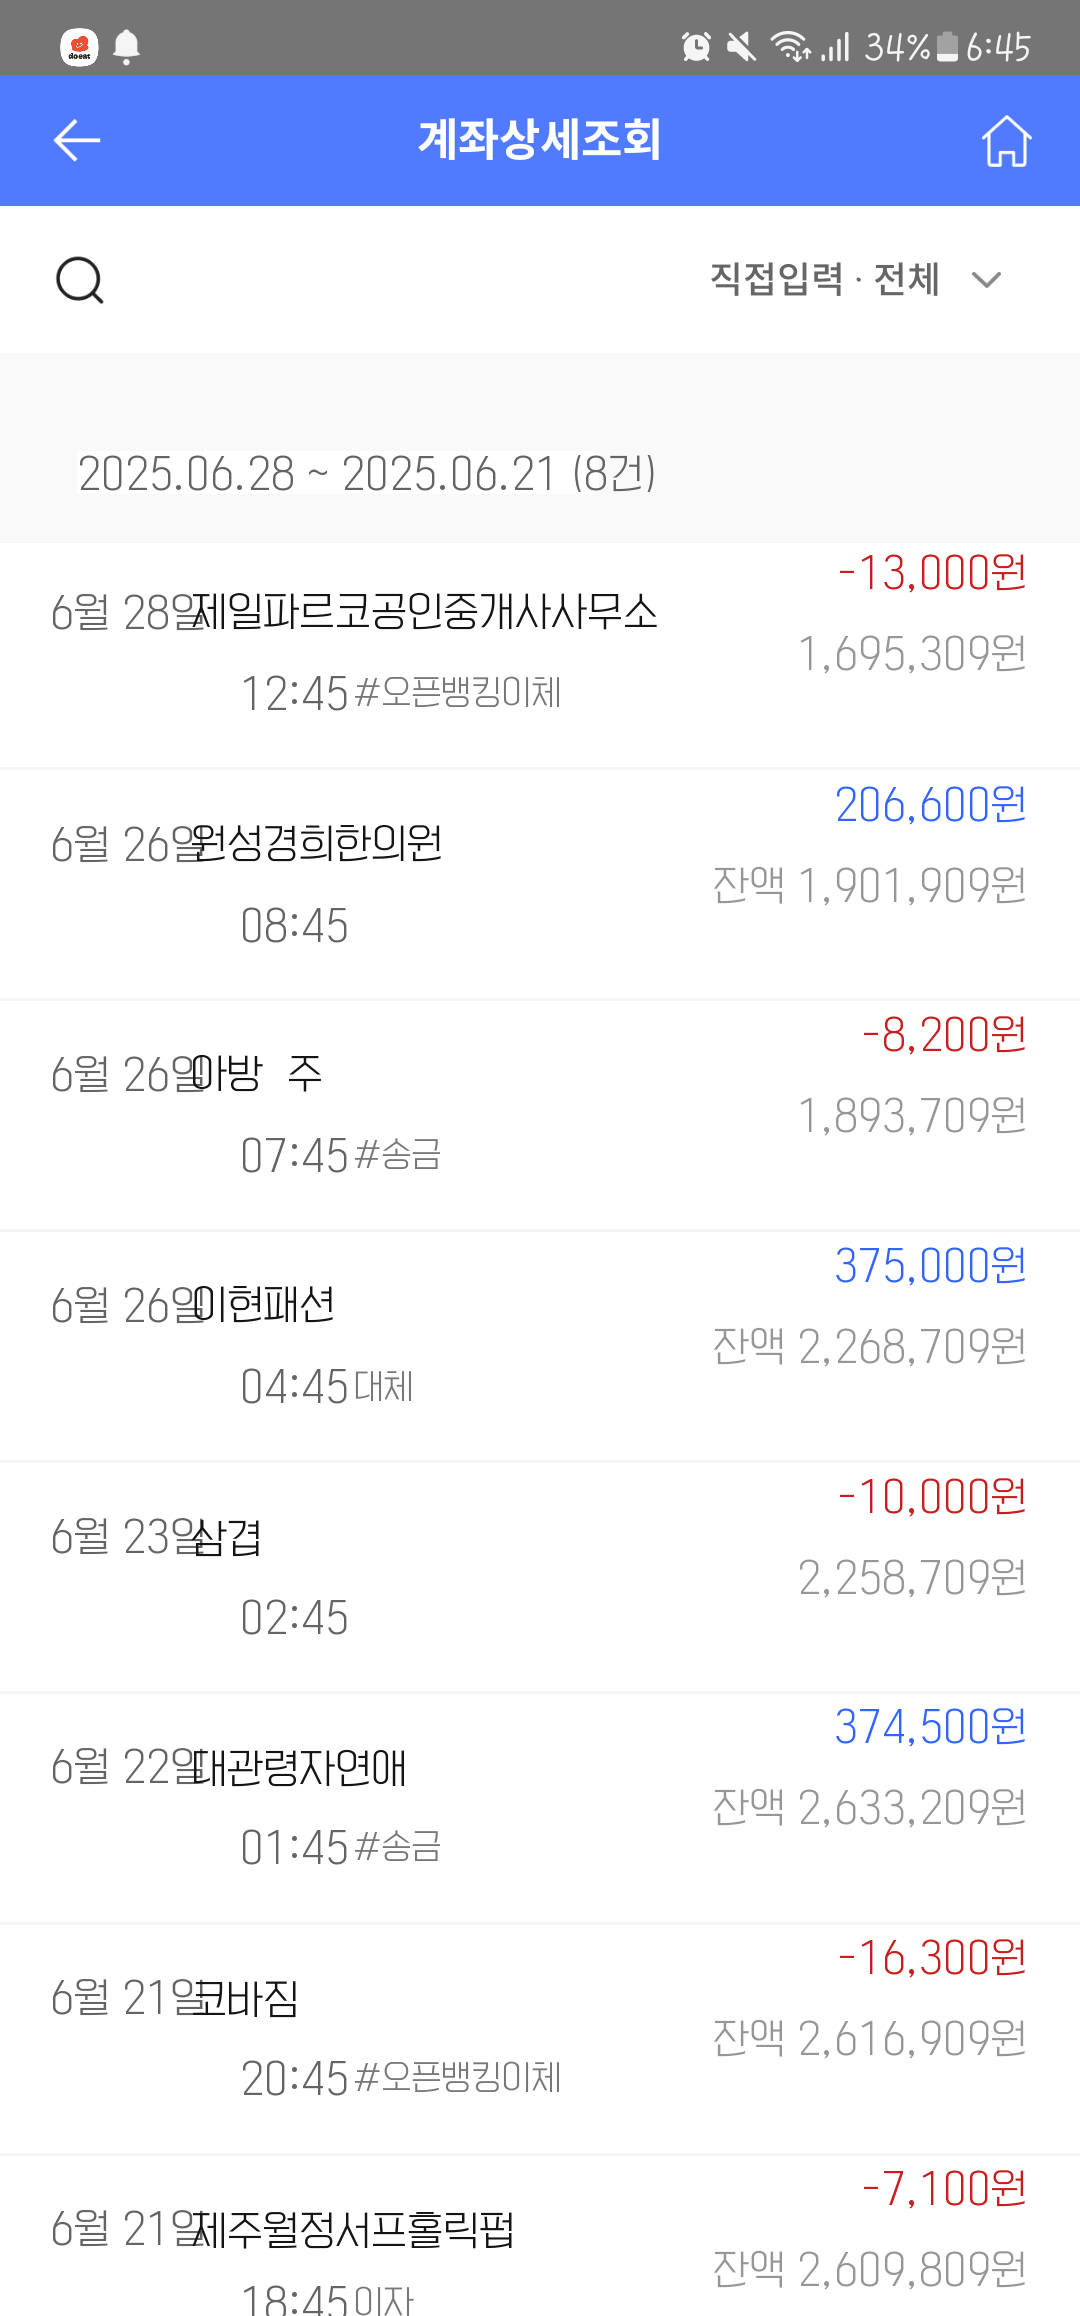 doeat
34% 6:45
계좌상세조회
직접입력 · 전체
2025.06.28 ~ 2025.06.21 (8건)
6월 28일 제일파르코공인중개사사무소 -13,000원
1,695,309원
12:45 #오픈뱅킹이체
6월 26일 원성경희한의원 206,600원
잔액 1,901,909원
08:45
6월 26일 아방 주 -8,200원
1,893,709원
07:45 #송금
6월 26일 이현패션 375,000원
잔액 2,268,709원
04:45 대체
6월 23일 삼겹 -10,000원
2,258,709원
02:45
6월 22일 대관령자연애 374,500원
잔액 2,633,209원
01:45 #송금
6월 21일 코바짐 -16,300원
잔액 2,616,909원
20:45 #오픈뱅킹이체
6월 21일 제주월정서프홀릭펍 -7,100원
잔액 2,609,809원
18:45 이자